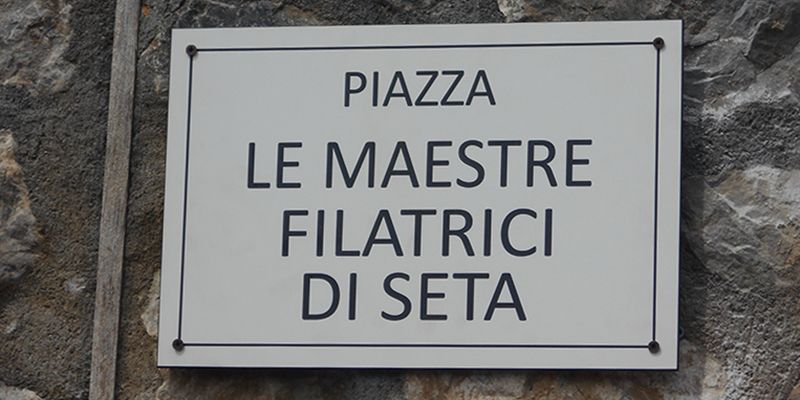 PIAZZA
LE MAESTRE
FILATRICI
DI SETA